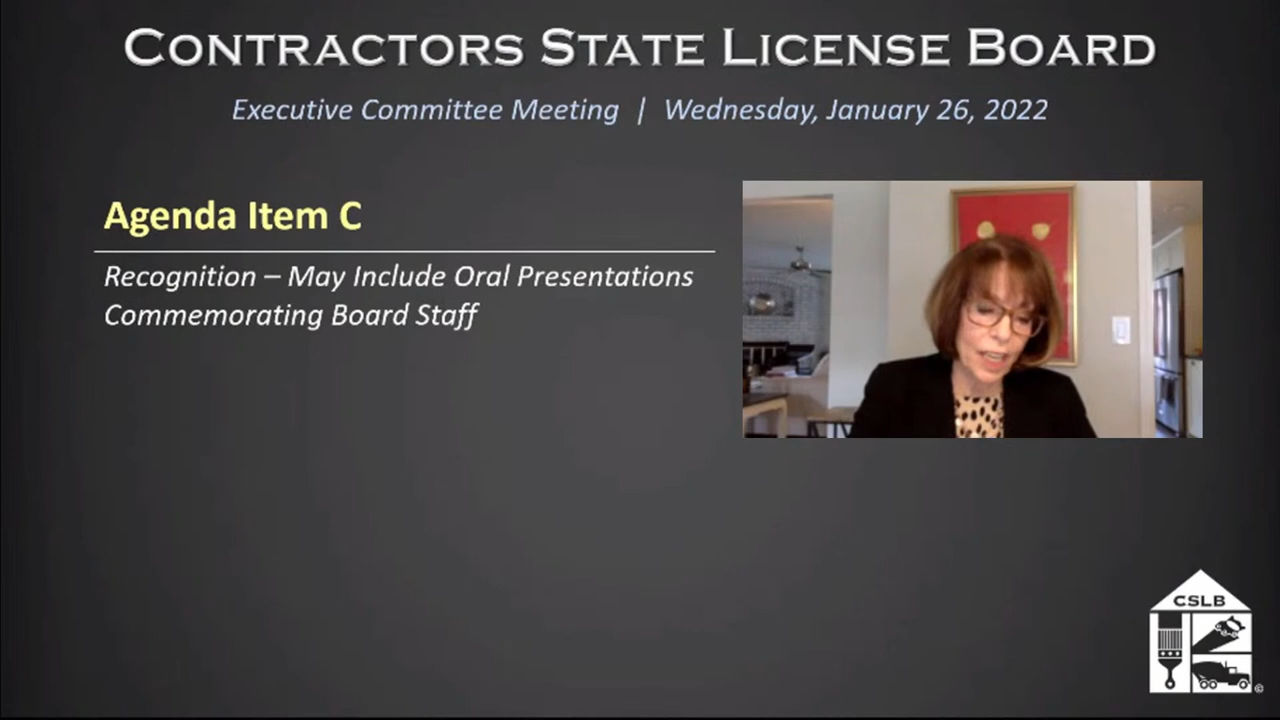 CONTRACTORS STATE LICENSE BOARD
Executive Committee Meeting | Wednesday, January 26, 2022
Agenda Item C
Recognition – May Include Oral Presentations
Commemorating Board Staff
CSLB
©